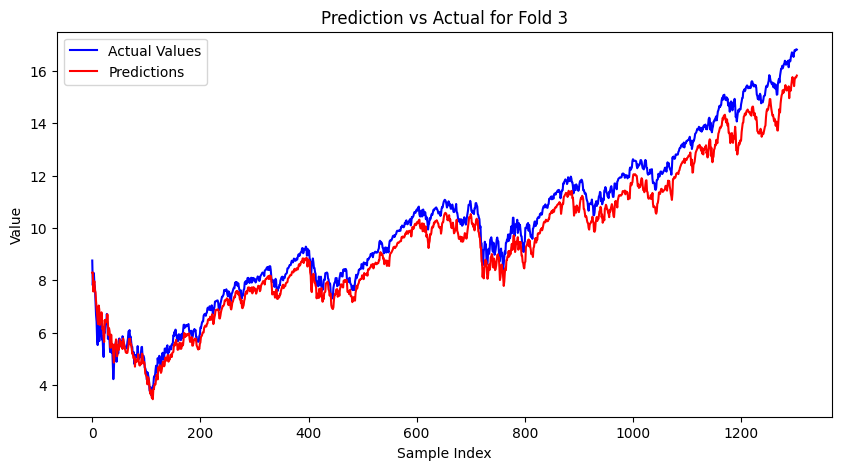 Prediction vs Actual for Fold 3
Actual Values
Predictions
Value
16
14
12
10
8
6
4
0 200 400 600 800 1000 1200
Sample Index